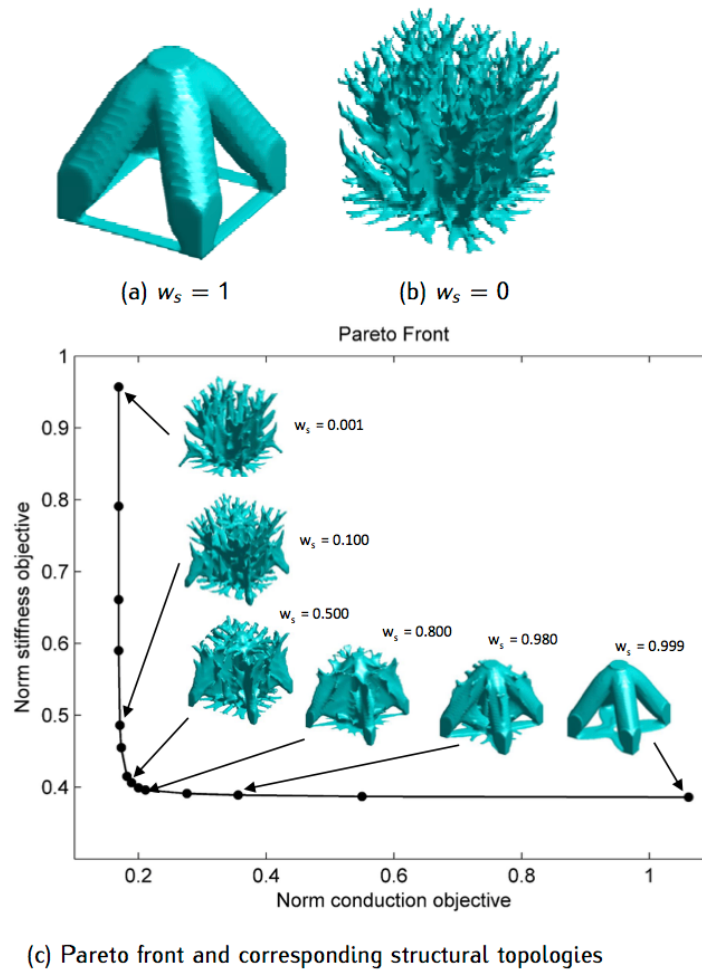 (a) w_s = 1
(b) w_s = 0
Pareto Front
1
0.9
0.8
0.7
0.6
0.5
0.4
Norm stiffness objective
w_s = 0.001
w_s = 0.100
w_s = 0.500
w_s = 0.800
w_s = 0.980
w_s = 0.999
0.2
0.4
0.6
0.8
1
Norm conduction objective
(c) Pareto front and corresponding structural topologies